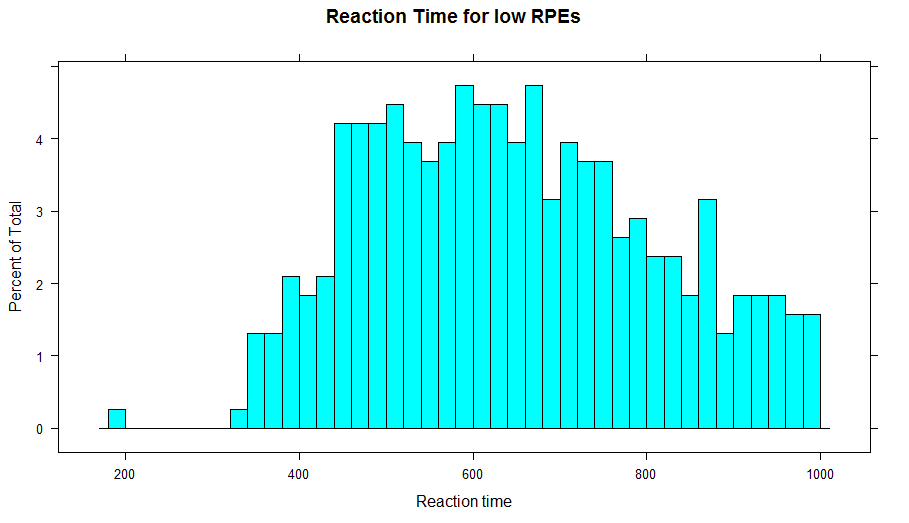 Reaction Time for low RPEs
Percent of Total
4
3
2
1
0
200 400 600 800 1000
Reaction time